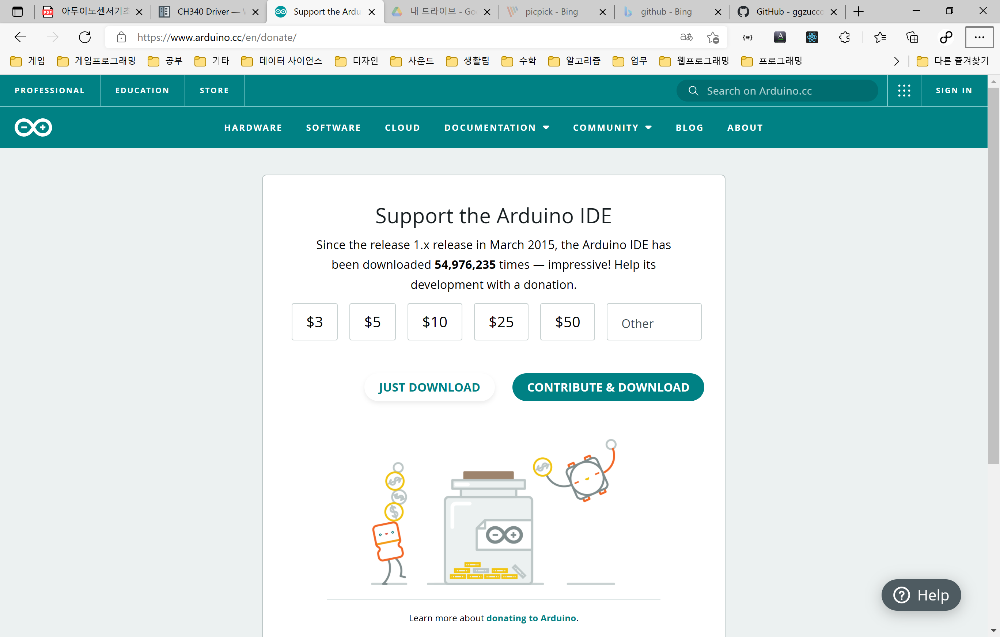 아두이노센서기초
CH340 Driver —
Support the Ardu
내 드라이브 - Goo
picpick - Bing
github - Bing
GitHub - ggzucco
https://www.arduino.cc/en/donate/
게임
게임프로그래밍
공부
기타
데이터 사이언스
디자인
사운드
생활팁
수학
알고리즘
업무
웹프로그래밍
프로그래밍
다른 즐겨찾기
PROFESSIONAL
EDUCATION
STORE
Search on Arduino.cc
SIGN IN
HARDWARE
SOFTWARE
CLOUD
DOCUMENTATION
COMMUNITY
BLOG
ABOUT
Support the Arduino IDE
Since the release 1.x release in March 2015, the Arduino IDE has
been downloaded 54,976,235 times — impressive! Help its
development with a donation.
$3
$5
$10
$25
$50
Other
JUST DOWNLOAD
CONTRIBUTE & DOWNLOAD
Learn more about donating to Arduino.
Help